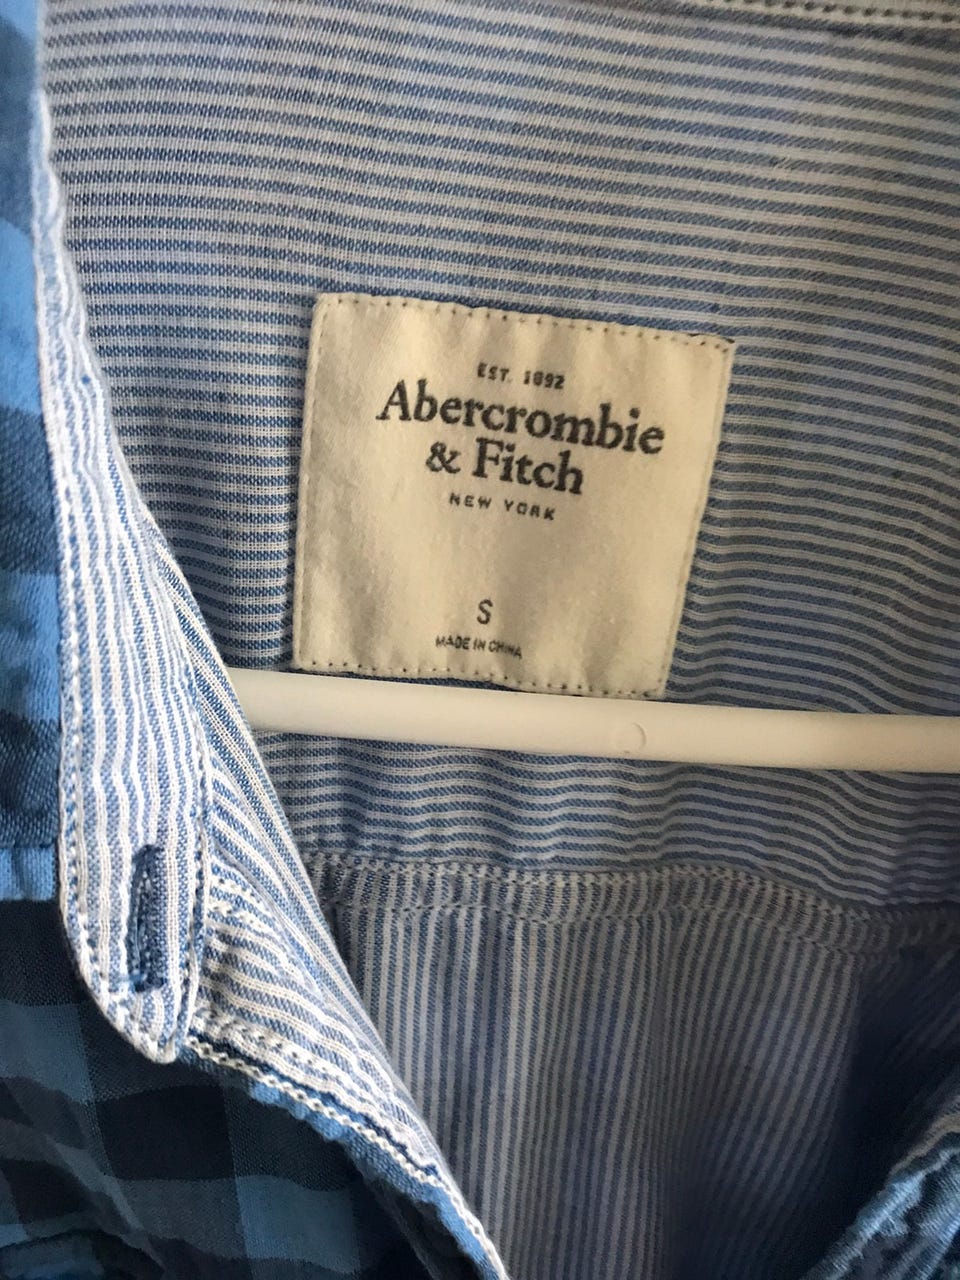 EST. 1892
Abercrombie
& Fitch
NEW YORK
S
MADE IN CHINA